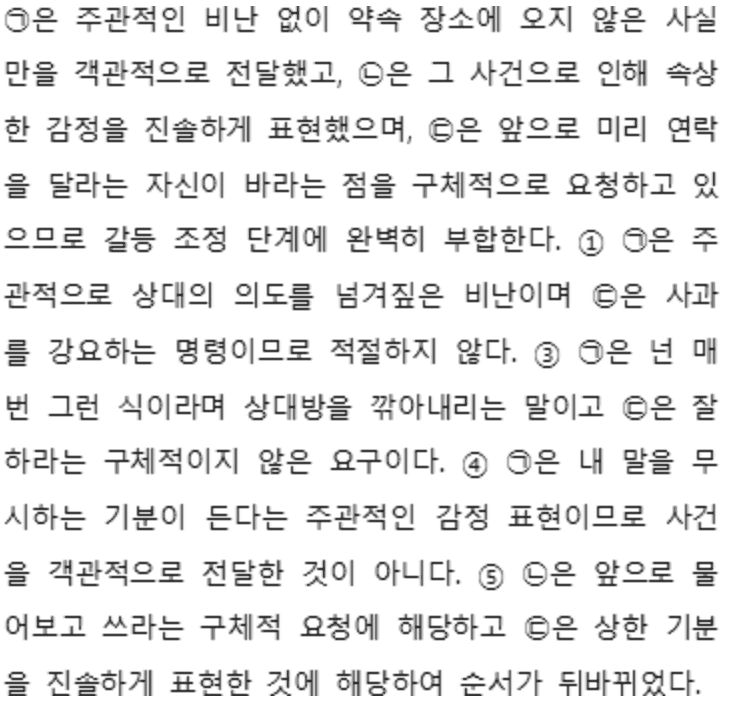 ㉠은 주관적인 비난 없이 약속 장소에 오지 않은 사실
만을 객관적으로 전달했고, ㉡은 그 사건으로 인해 속상
한 감정을 진솔하게 표현했으며, ㉢은 앞으로 미리 연락
을 달라는 자신이 바라는 점을 구체적으로 요청하고 있
으므로 갈등 조정 단계에 완벽히 부합한다. ① ㉠은 주
관적으로 상대의 의도를 넘겨짚은 비난이며 ㉢은 사과
를 강요하는 명령이므로 적절하지 않다. ③ ㉠은 넌 매
번 그런 식이라며 상대방을 깎아내리는 말이고 ㉢은 잘
하라는 구체적이지 않은 요구이다. ④ ㉠은 내 말을 무
시하는 기분이 든다는 주관적인 감정 표현이므로 사건
을 객관적으로 전달한 것이 아니다. ⑤ ㉡은 앞으로 물
어보고 쓰라는 구체적 요청에 해당하고 ㉢은 상한 기분
을 진솔하게 표현한 것에 해당하여 순서가 뒤바뀌었다.